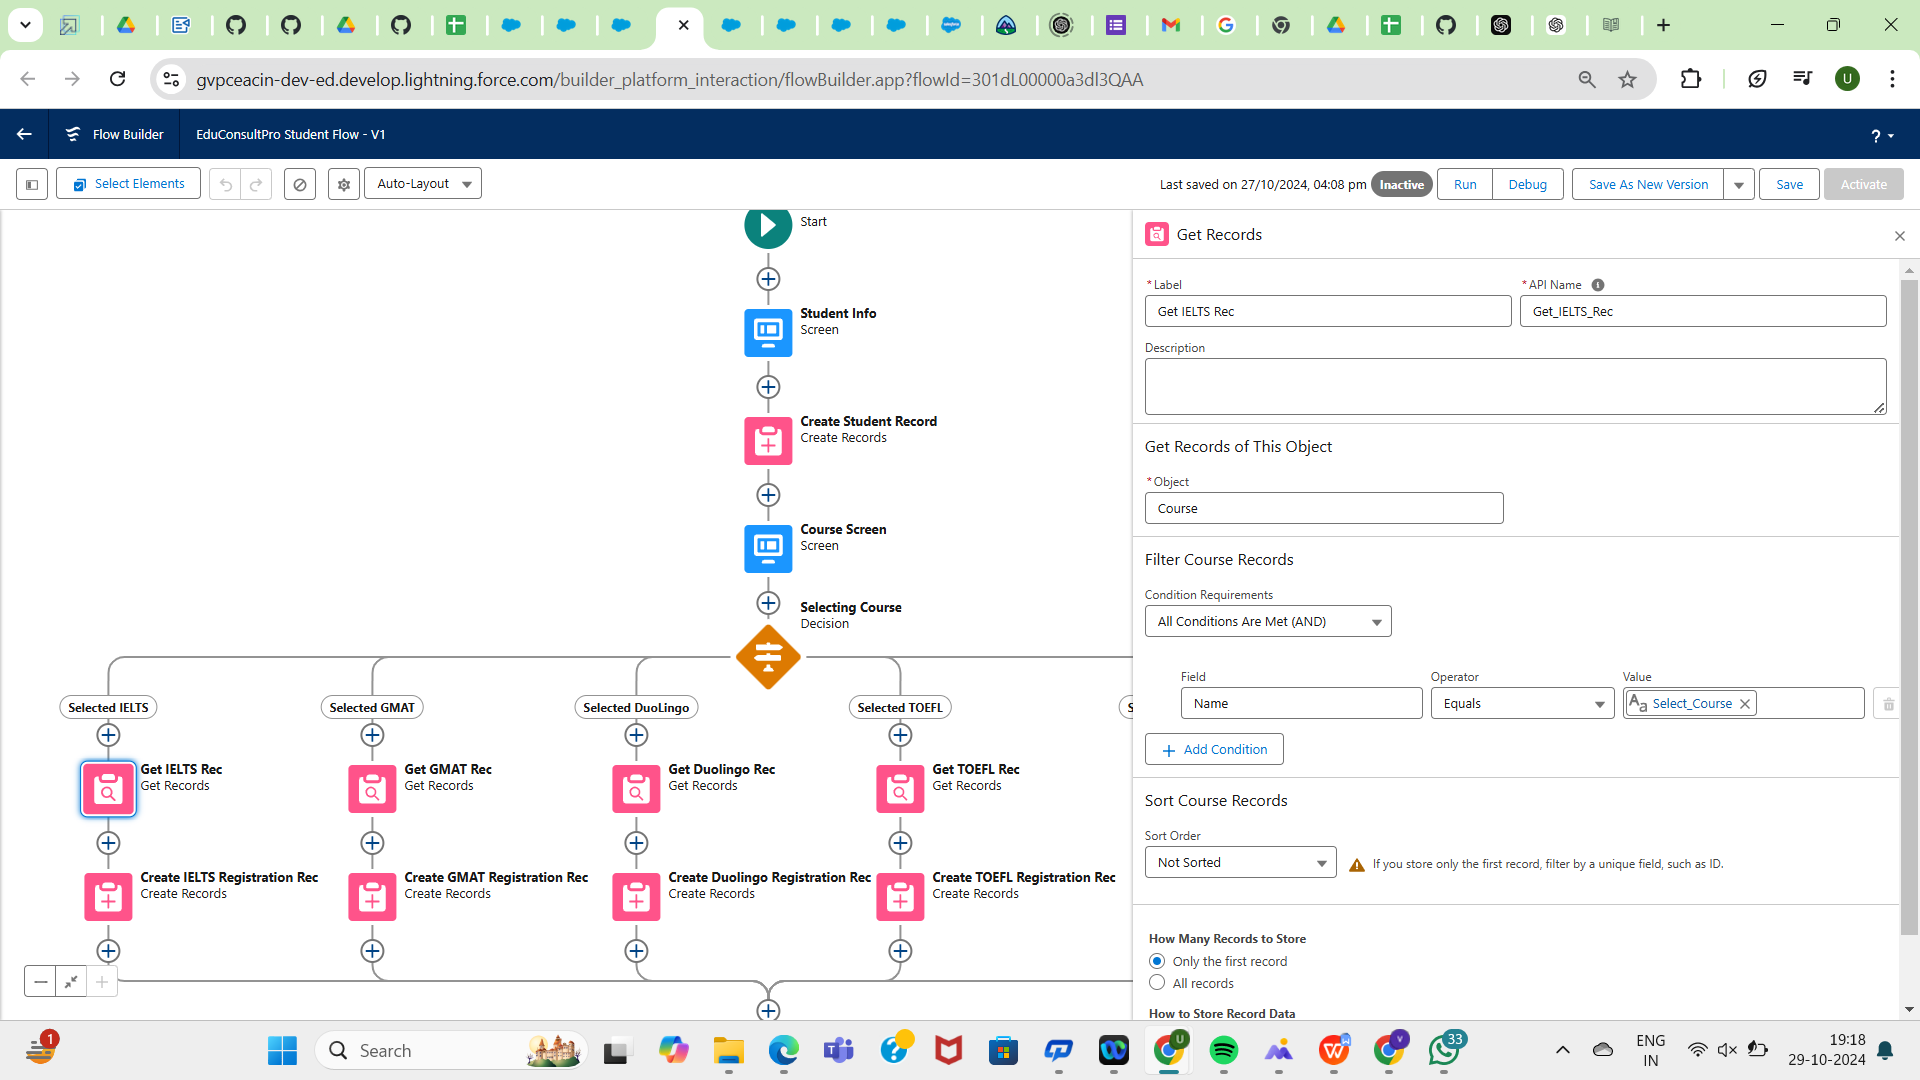 gvpceacin-dev-ed.develop.lightning.force.com/builder_platform_interaction/flowBuilder.app?flowId=301dL00000a3dl3QAA
U
Flow Builder
EduConsultPro Student Flow - V1
?
Select Elements
Auto-Layout
Last saved on 27/10/2024, 04:08 pm
Inactive
Run
Debug
Save As New Version
Save
Activate
Start
Student Info
Screen
Create Student Record
Create Records
Course Screen
Screen
Selecting Course
Decision
Selected IELTS
Selected GMAT
Selected DuoLingo
Selected TOEFL
S
Get IELTS Rec
Get Records
Get GMAT Rec
Get Records
Get Duolingo Rec
Get Records
Get TOEFL Rec
Get Records
Create IELTS Registration Rec
Create Records
Create GMAT Registration Rec
Create Records
Create Duolingo Registration Rec
Create Records
Create TOEFL Registration Rec
Create Records
Get Records
*Label
*API Name
Get IELTS Rec
Get_IELTS_Rec
Description
Get Records of This Object
*Object
Course
Filter Course Records
Condition Requirements
All Conditions Are Met (AND)
Field
Operator
Value
Name
Equals
Aa Select_Course
Add Condition
Sort Course Records
Sort Order
Not Sorted
If you store only the first record, filter by a unique field, such as ID.
How Many Records to Store
Only the first record
All records
How to Store Record Data
1
Search
U
V
33
ENG
IN
19:18
29-10-2024